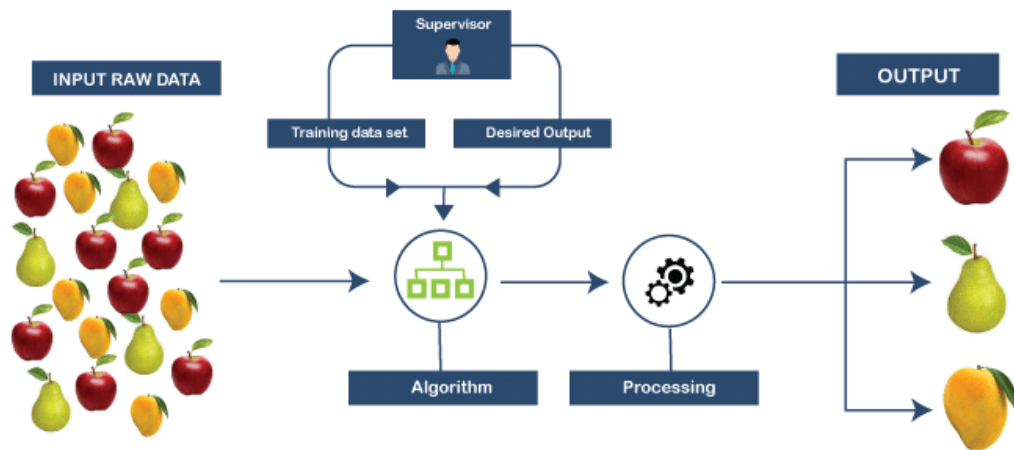 Supervisor
INPUT RAW DATA
OUTPUT
Training data set
Desired Output
Algorithm
Processing